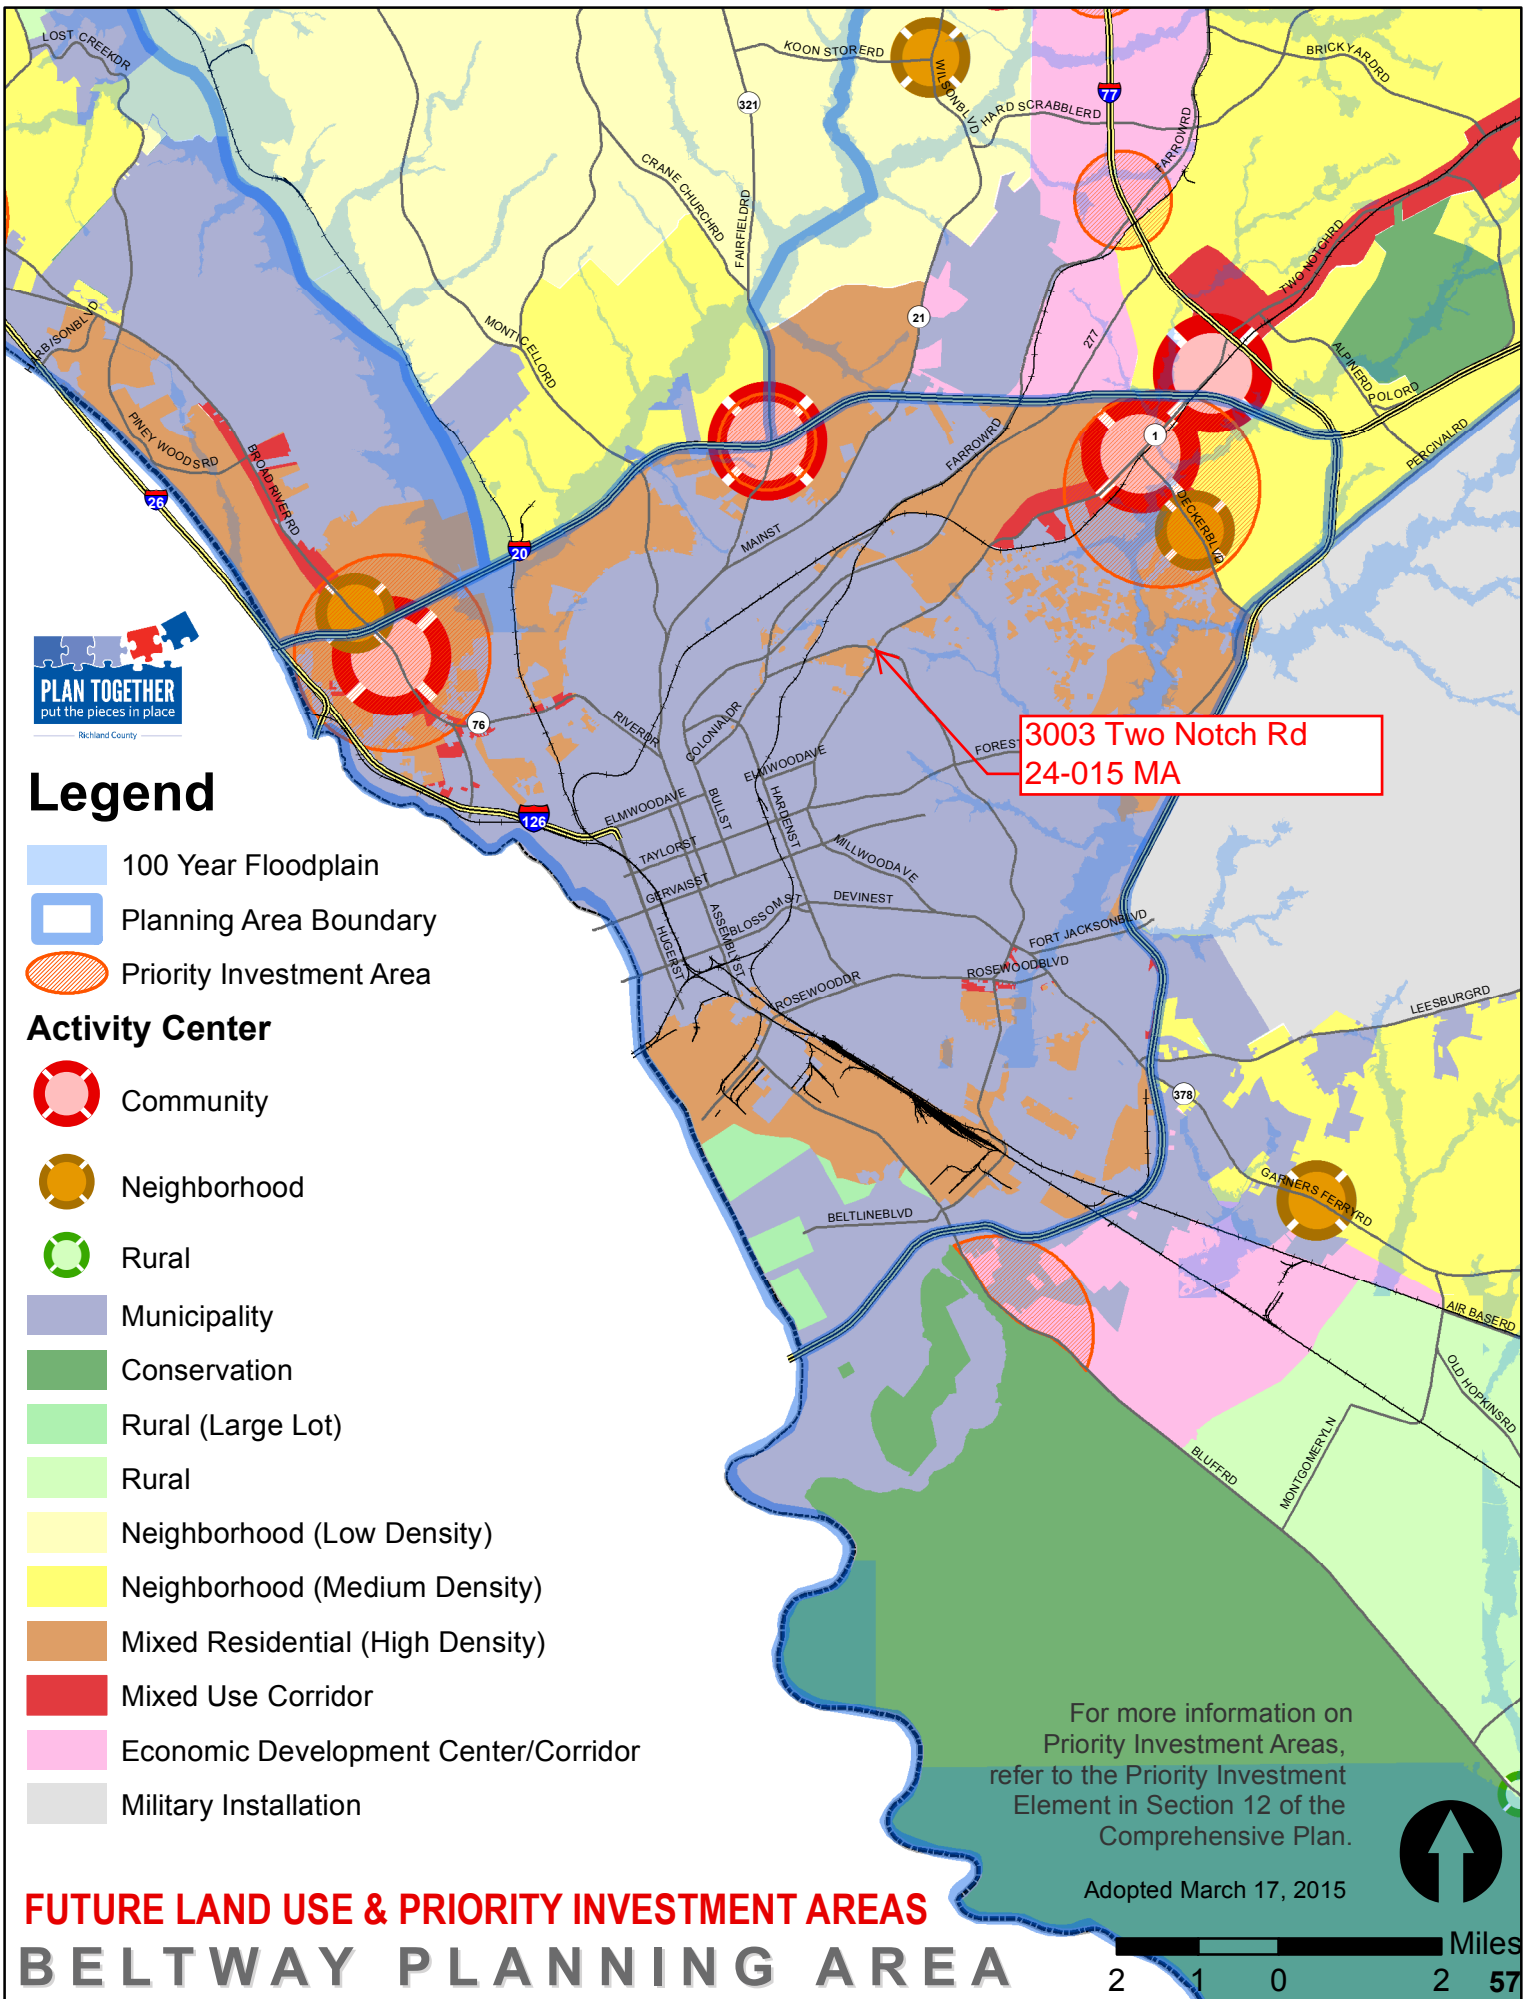 LOST CREEKDR
KOON STORERD
WILSONBLVD
77
BRICKYARDRD
321
HARD SCRABBLERD
FARROWRD
CRANE CHURCHRD
FAIRFIELDRD
TWO NOTCHRD
HARBISONBLVD
MONTICELLORD
21
277
ALPINERD
POLORD
PINEY WOODSRD
BROAD RIVERRD
FARROWRD
1
PERCIVALRD
26
DECKERBLVD
MAINST
20
PLAN TOGETHER
put the pieces in place
Richland County
76
RIVERDR
COLONIALDR
3003 Two Notch Rd
24-015 MA
FOREST
ELMWOODAVE
Legend
ELMWOODAVE
BULLST
HARDENST
126
TAYLORST
MILLWOODAVE
100 Year Floodplain
GERVAISST
DEVINEST
Planning Area Boundary
ASSEMBLYST
BLOSSOMST
FORT JACKSONBLVD
HUGERST
Priority Investment Area
ROSEWOODDR
ROSEWOODBLVD
LEESBURGRD
Activity Center
Community
378
Neighborhood
GARNERS FERRYRD
BELTLINEBLVD
Rural
Municipality
AIR BASERD
Conservation
OLD HOPKINSRD
Rural (Large Lot)
MONTGOMERYLN
BLUFFRD
Rural
Neighborhood (Low Density)
Neighborhood (Medium Density)
Mixed Residential (High Density)
Mixed Use Corridor
Economic Development Center/Corridor
Military Installation
For more information on
Priority Investment Areas,
refer to the Priority Investment
Element in Section 12 of the
Comprehensive Plan.
Adopted March 17, 2015
FUTURE LAND USE & PRIORITY INVESTMENT AREAS
BELTWAY PLANNING AREA
Miles
2 1 0 2
57